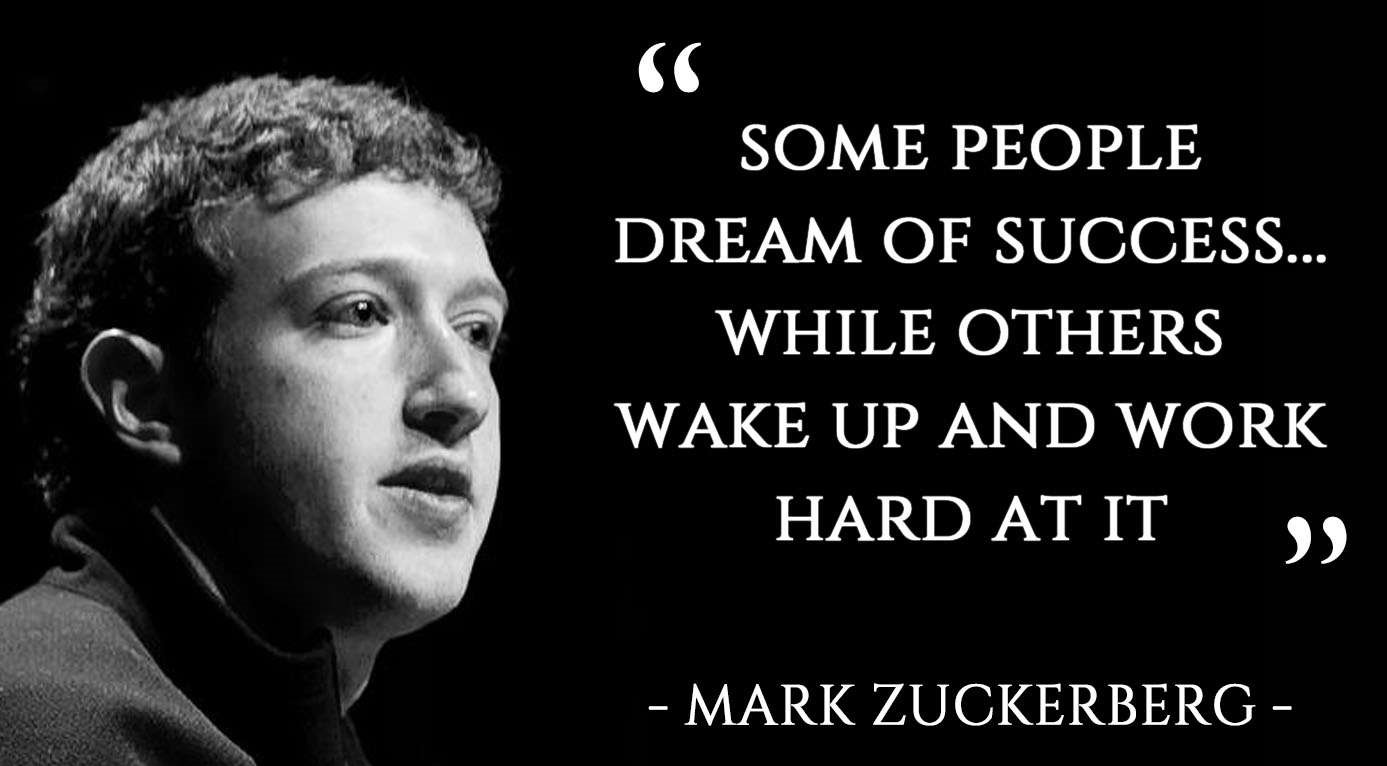 “
SOME PEOPLE
DREAM OF SUCCESS...
WHILE OTHERS
WAKE UP AND WORK
HARD AT IT
”
- MARK ZUCKERBERG -